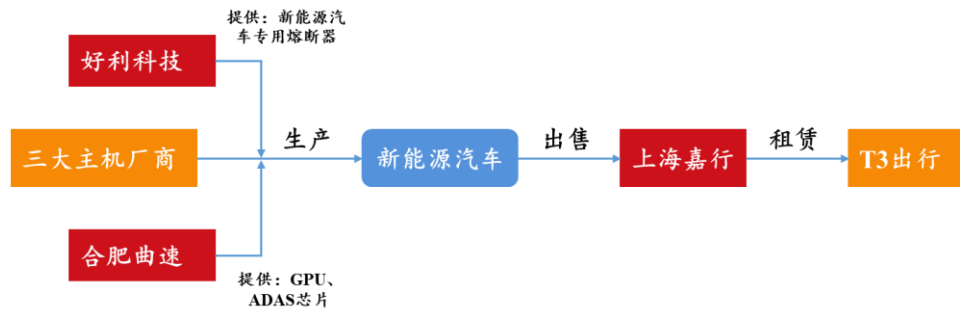 提供：新能源汽
车专用熔断器
好利科技
三大主机厂商
生产
新能源汽车
出售
上海嘉行
租赁
T3出行
合肥曲速
提供：GPU、
ADAS芯片